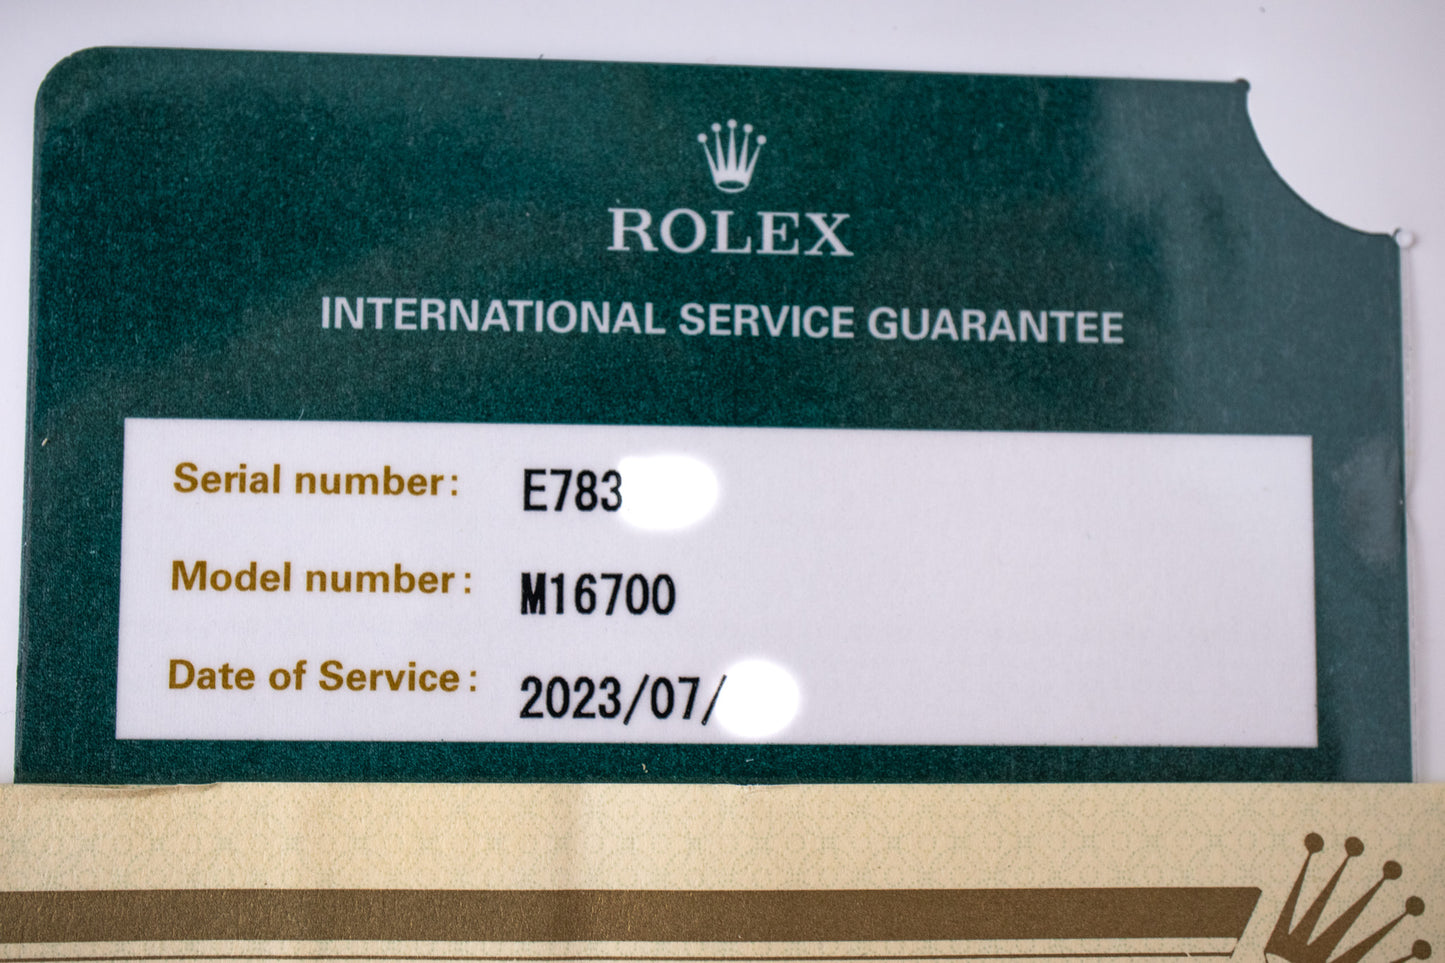 ROLEX
INTERNATIONAL SERVICE GUARANTEE
Serial number: E783
Model number: M16700
Date of Service: 2023/07/